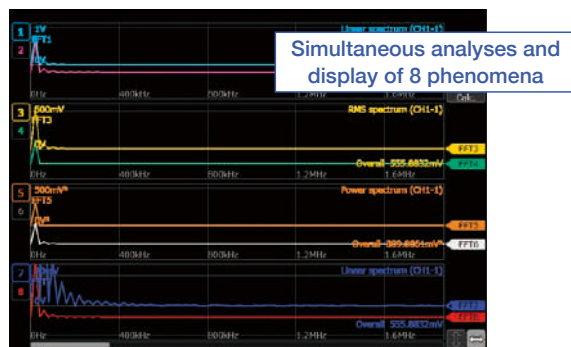 1 1V Linear spectrum (CH1-1)
FFT1
2
0Hz 400kHz 800kHz 1.2MHz 1.6MHz
Simultaneous analyses and
display of 8 phenomena
3 500mV RMS spectrum (CH1-1)
FFT3
4 0V FFT3
Overall 555.8832mV FFT4
0Hz 400kHz 800kHz 1.2MHz 1.6MHz
5 500mV² Power spectrum (CH1-1)
FFT5
6 FFT5
FFT6
0Hz 400kHz 800kHz 1.2MHz 1.6MHz
7 Linear spectrum (CH1-1)
8
Overall 555.8832mV
0Hz 400kHz 800kHz 1.2MHz 1.6MHz